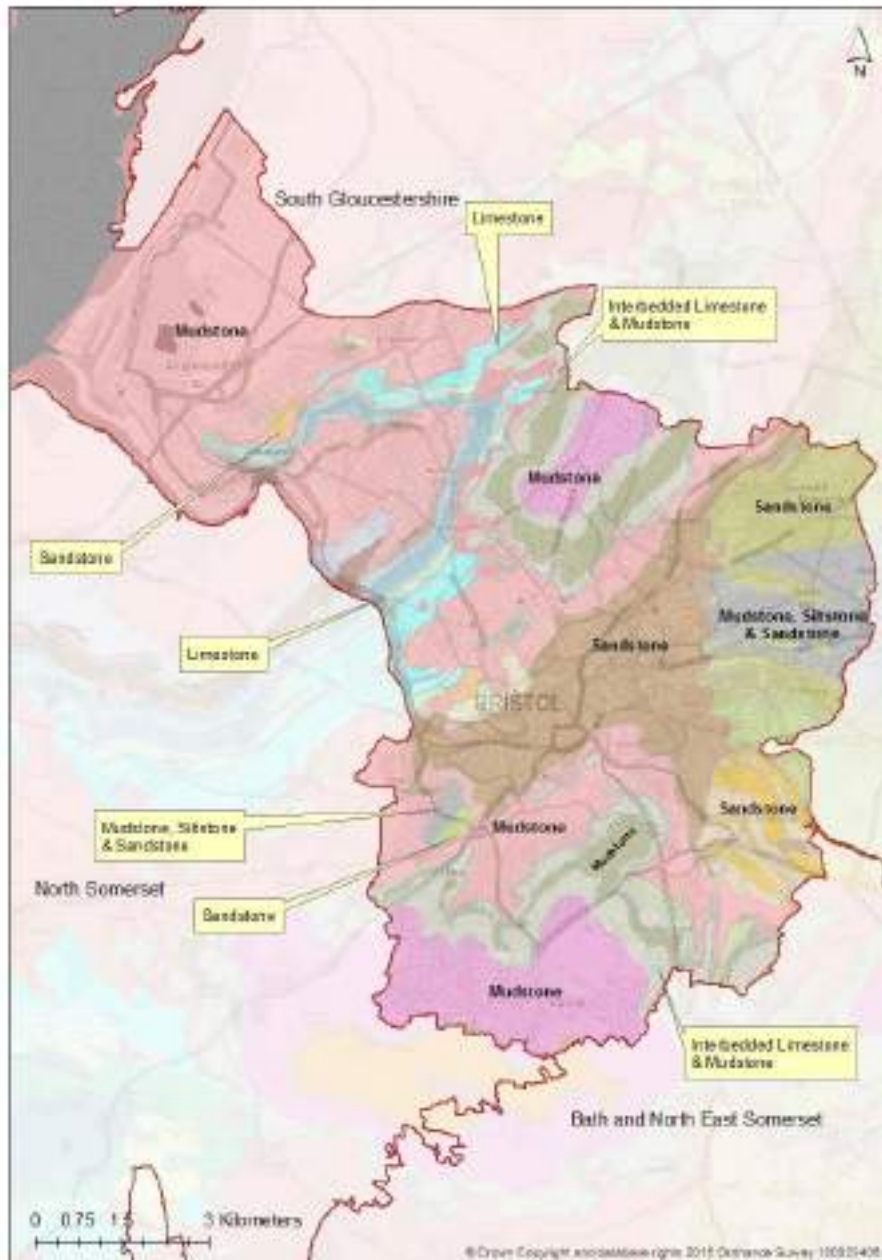 N
South Gloucestershire
Limestone
Interbedded Limestone
& Mudstone
Mudstone
Mudstone
Sandstone
Sandstone
Mudstone, Siltstone
& Sandstone
Sandstone
Limestone
BRISTOL
Sandstone
Mudstone, Siltstone
& Sandstone
Mudstone
Mudstone
North Somerset
Sandstone
Mudstone
Interbedded Limestone
& Mudstone
Bath and North East Somerset
0 0.75 1.5 3 Kilometers
© Crown Copyright and database rights 2015 Ordnance Survey